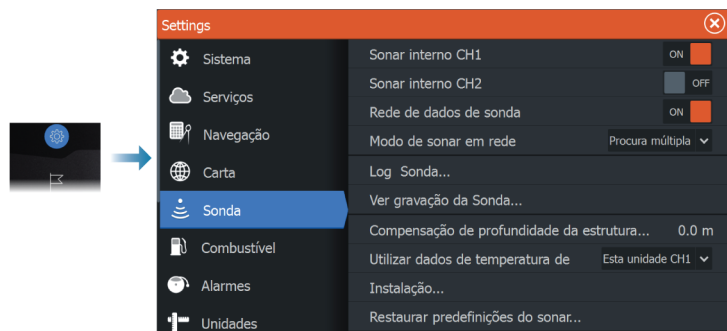 Settings
Sistema
Serviços
Navegação
Carta
Sonda
Combustível
Alarmes
Unidades
Sonar interno CH1 ON
Sonar interno CH2 OFF
Rede de dados de sonda ON
Modo de sonar em rede Procura múltipla
Log Sonda...
Ver gravação da Sonda...
Compensação de profundidade da estrutura... 0.0 m
Utilizar dados de temperatura de Esta unidade CH1
Instalação...
Restaurar predefinições do sonar...